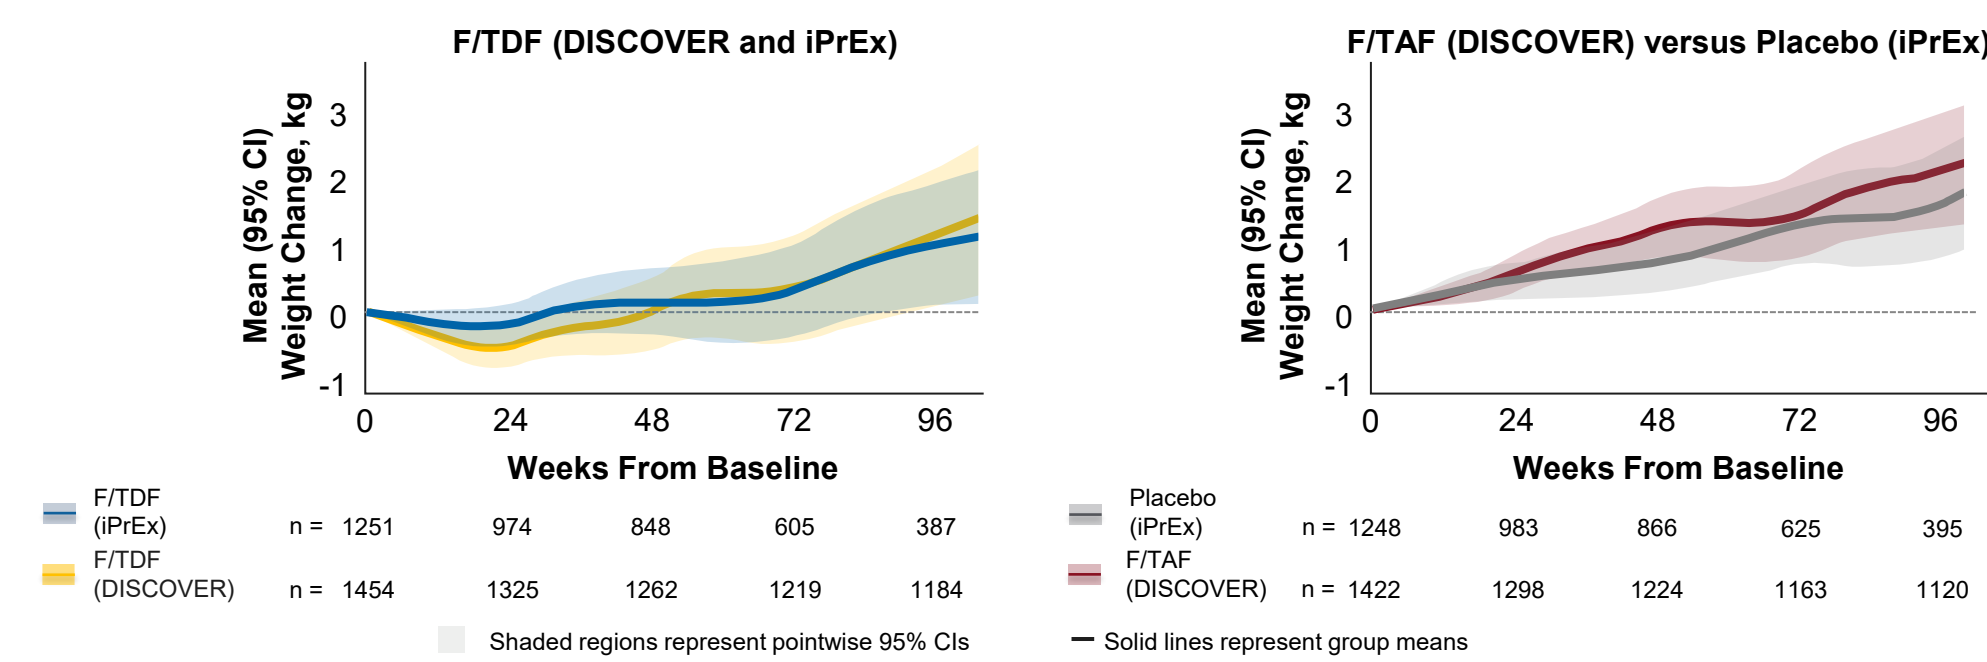 F/TDF (DISCOVER and iPrEx)
Mean (95% CI)
Weight Change, kg
3
2
1
0
-1
0 24 48 72 96
Weeks From Baseline
F/TDF
(iPrEx)
n = 1251 974 848 605 387
F/TDF
(DISCOVER)
n = 1454 1325 1262 1219 1184
F/TAF (DISCOVER) versus Placebo (iPrEx)
Mean (95% CI)
Weight Change, kg
3
2
1
0
-1
0 24 48 72 96
Weeks From Baseline
Placebo
(iPrEx)
n = 1248 983 866 625 395
F/TAF
(DISCOVER)
n = 1422 1298 1224 1163 1120
Shaded regions represent pointwise 95% CIs
Solid lines represent group means